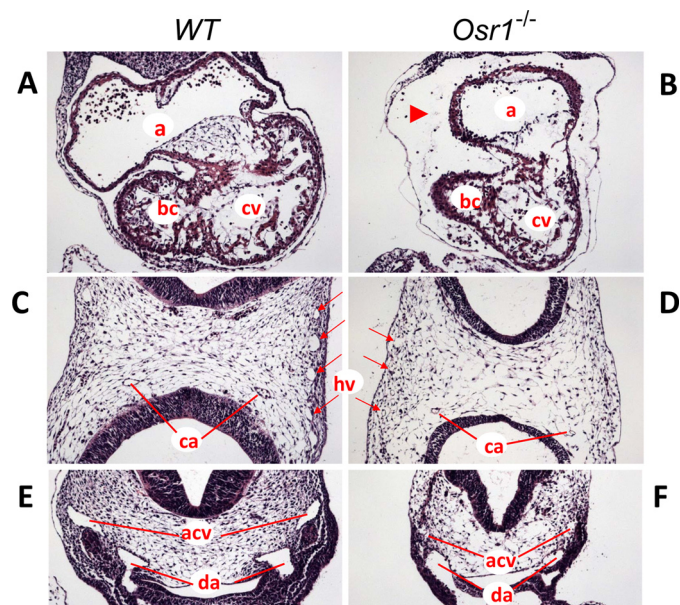 WT Osr1-/-
A B
a a
bc cv bc cv
C D
hv
ca ca
E F
acv acv
da da